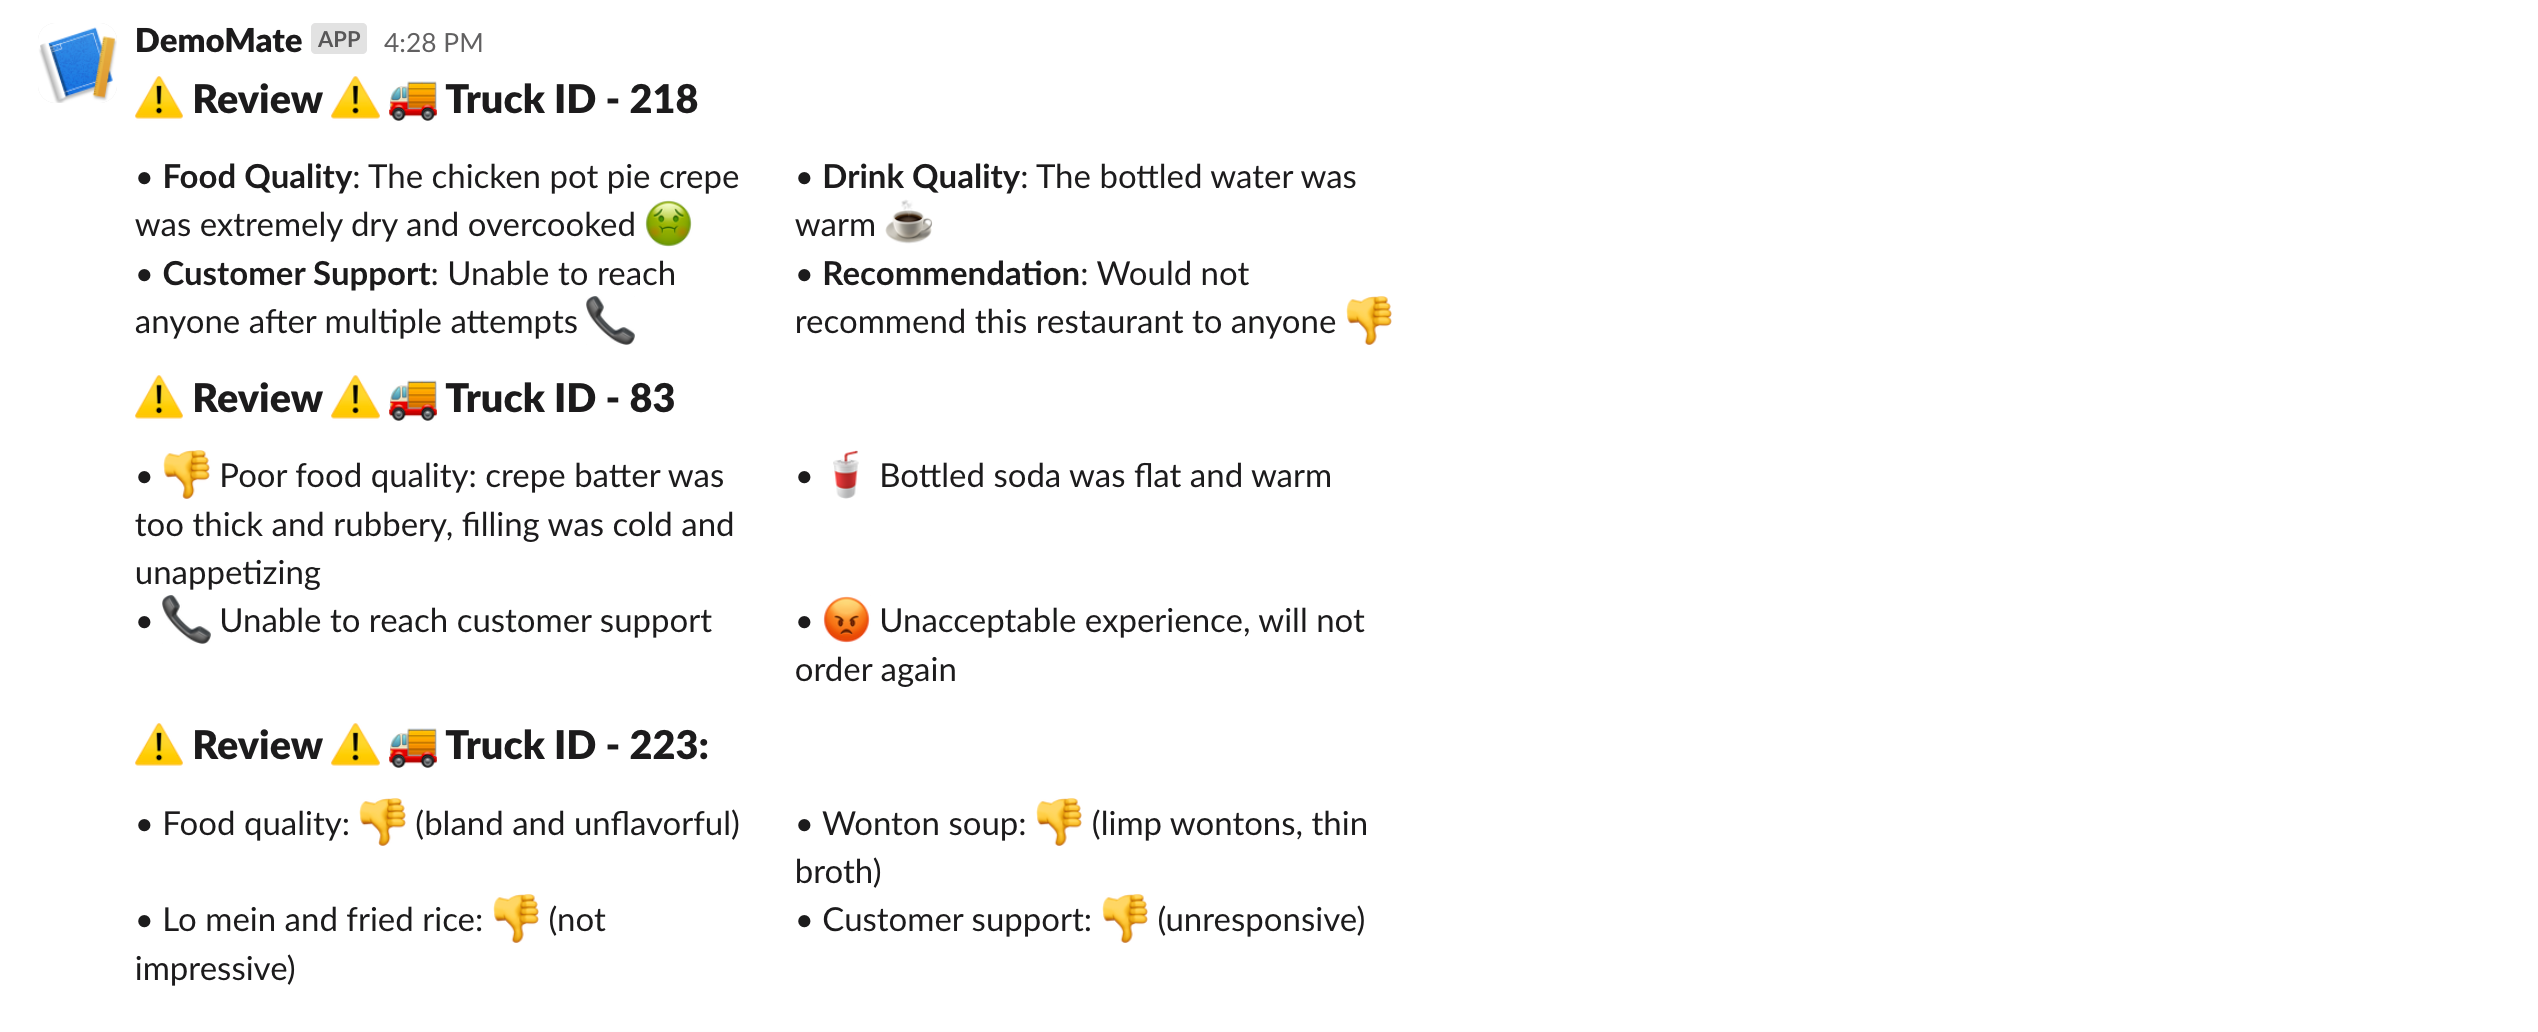 DemoMate APP 4:28 PM
⚠️ Review ⚠️ 🚚 Truck ID - 218
• Food Quality: The chicken pot pie crepe
was extremely dry and overcooked 🤢
• Drink Quality: The bottled water was
warm ☕
• Customer Support: Unable to reach
anyone after multiple attempts 📞
• Recommendation: Would not
recommend this restaurant to anyone 👎
⚠️ Review ⚠️ 🚚 Truck ID - 83
• 👎 Poor food quality: crepe batter was
too thick and rubbery, filling was cold and
unappetizing
• 🥤 Bottled soda was flat and warm
• 📞 Unable to reach customer support
• 😡 Unacceptable experience, will not
order again
⚠️ Review ⚠️ 🚚 Truck ID - 223:
• Food quality: 👎 (bland and unflavorful)
• Wonton soup: 👎 (limp wontons, thin
broth)
• Lo mein and fried rice: 👎 (not
impressive)
• Customer support: 👎 (unresponsive)